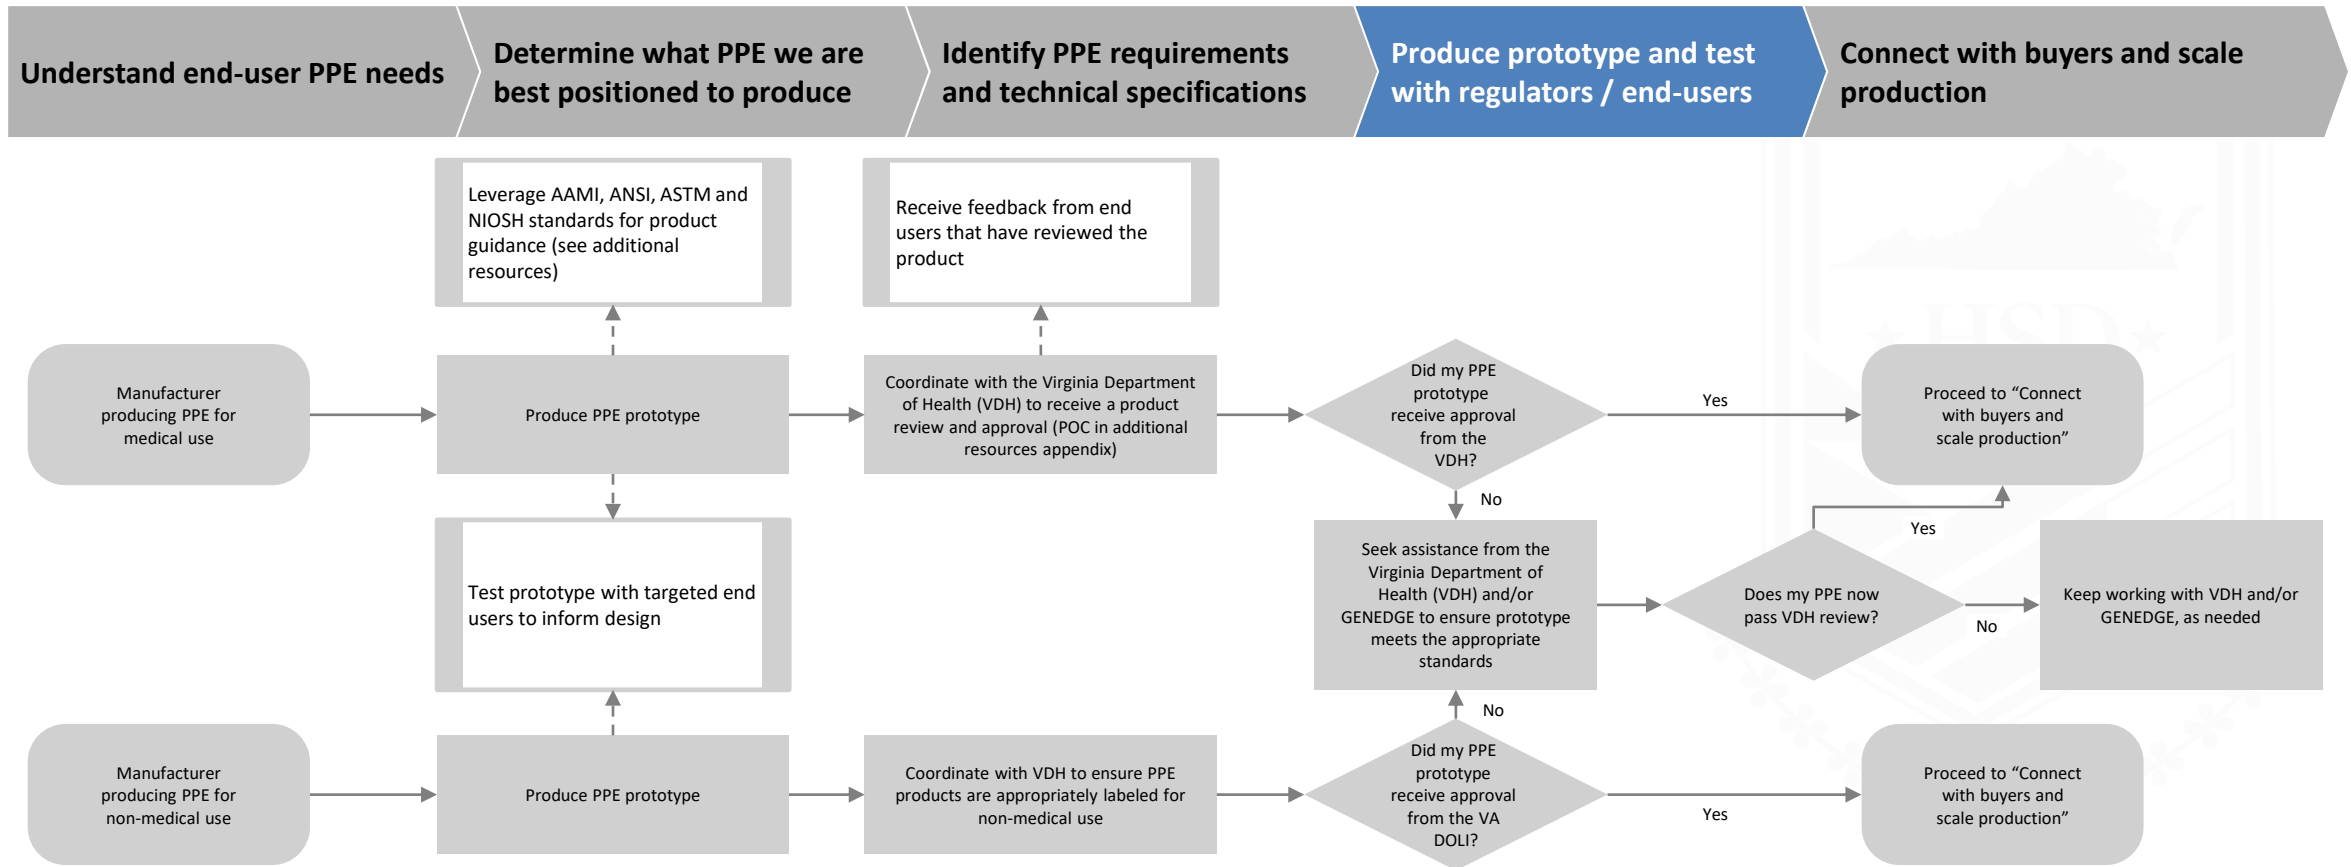 Understand end-user PPE needs
Determine what PPE we are
best positioned to produce
Identify PPE requirements
and technical specifications
Produce prototype and test
with regulators / end-users
Connect with buyers and scale
production
Leverage AAMI, ANSI, ASTM and
NIOSH standards for product
guidance (see additional
resources)
Receive feedback from end
users that have reviewed the
product
HSD
Manufacturer
producing PPE for
medical use
Produce PPE prototype
Coordinate with the Virginia Department
of Health (VDH) to receive a product
review and approval (POC in additional
resources appendix)
Did my PPE
prototype
receive approval
from the
VDH?
Yes
Proceed to “Connect
with buyers and
scale production”
No
Test prototype with targeted end
users to inform design
Seek assistance from the
Virginia Department of
Health (VDH) and/or
GENEDGE to ensure prototype
meets the appropriate
standards
Does my PPE now
pass VDH review?
Yes
No
Keep working with VDH and/or
GENEDGE, as needed
No
Manufacturer
producing PPE for
non-medical use
Produce PPE prototype
Coordinate with VDH to ensure PPE
products are appropriately labeled for
non-medical use
Did my PPE
prototype
receive approval
from the VA
DOLI?
Yes
Proceed to “Connect
with buyers and
scale production”